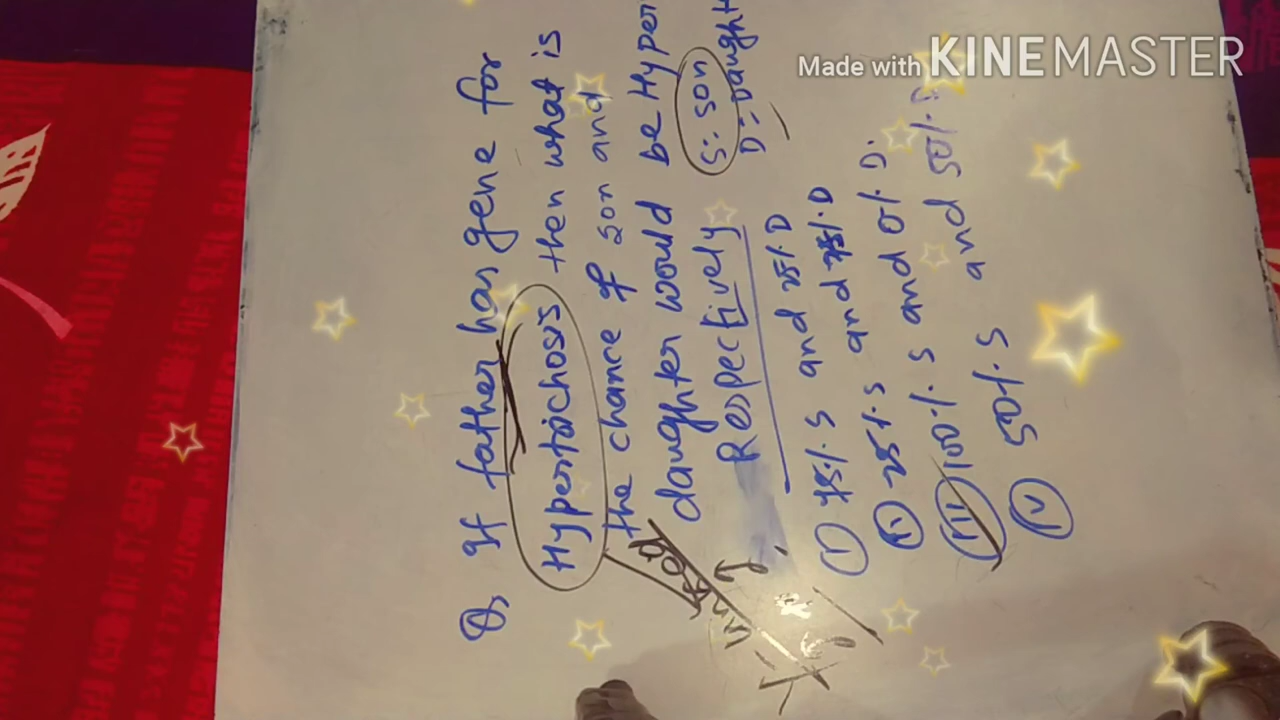 Made with KINEMASTER
Q, If father has gene for
Hypertrichosis then what is
the chance of son and
daughter would be Hyper
Respectively
S: son
D: Daught
(I) 75/. S and 25/. D
(II) 25/. S and 75/. D
(III) 100/. S and 0/. D.
(IV) 50/. S and 50/.